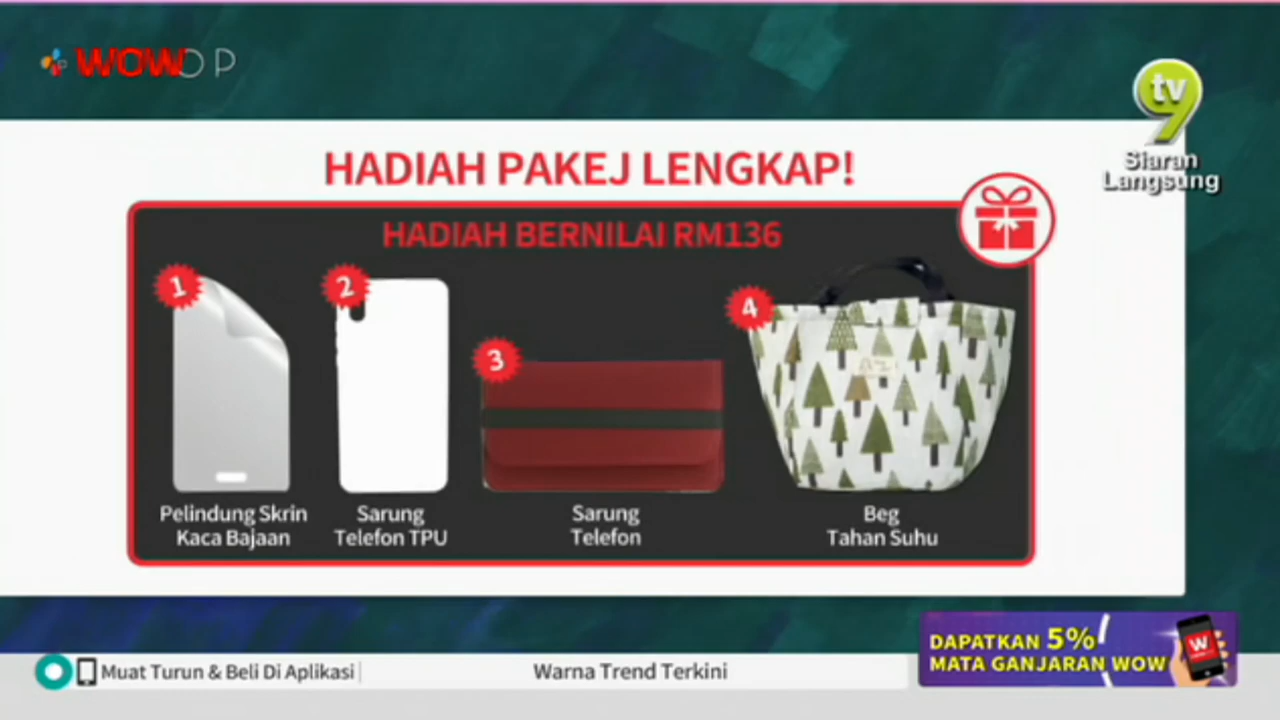 WOW
tv9
Siaran
Langsung
HADIAH PAKEJ LENGKAP!
HADIAH BERNILAI RM136
1
2
3
4
Pelindung Skrin
Kaca Bajaan
Sarung
Telefon TPU
Sarung
Telefon
Beg
Tahan Suhu
Muat Turun & Beli Di Aplikasi
Warna Trend Terkini
DAPATKAN 5%
MATA GANJARAN WOW
W